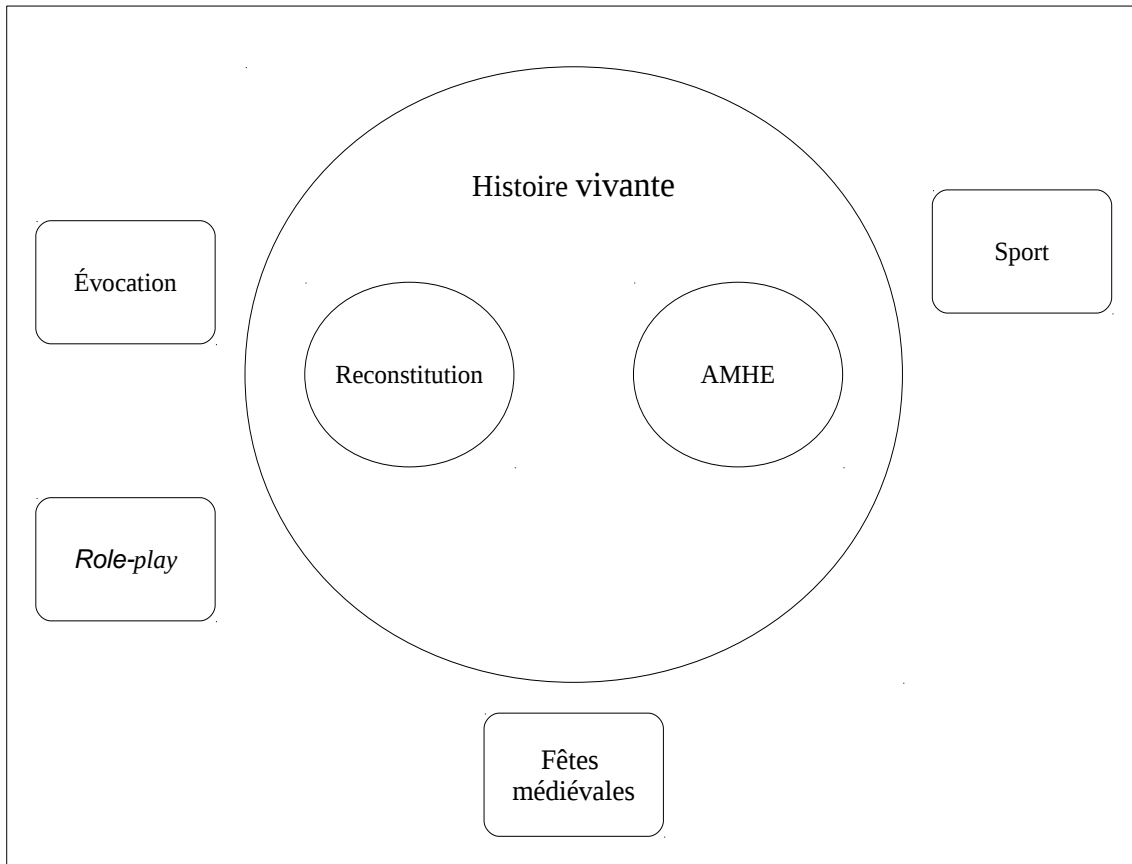 Histoire vivante
Évocation
Sport
Reconstitution
AMHE
Role-play
Fêtes
médiévales